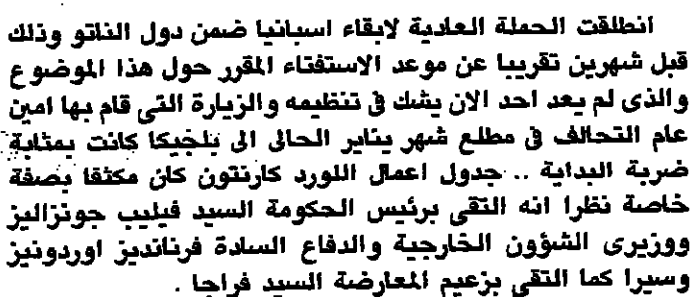 انطلقت الحملة العادية لابقاء اسبانيا ضمن دول الناتو وذلك
قبل شهرين تقريبا عن موعد الاستفتاء المقرر حول هذا الموضوع
والذى لم يعد احد الان يشك فى تنظيمه والزيارة التى قام بها امين
عام التحالف فى مطلع شهر يناير الحالى الى بلجيكا كانت بمثابة
ضربة البداية .. جدول اعمال اللورد كارنتون كان مكثفا بصفة
خاصة نظرا انه التقى برئيس الحكومة السيد فيليب جونزاليز
ووزيرى الشؤون الخارجية والدفاع السادة فرنانديز اوردونيز
وسيرا كما التقى بزعيم المعارضة السيد فراجا .